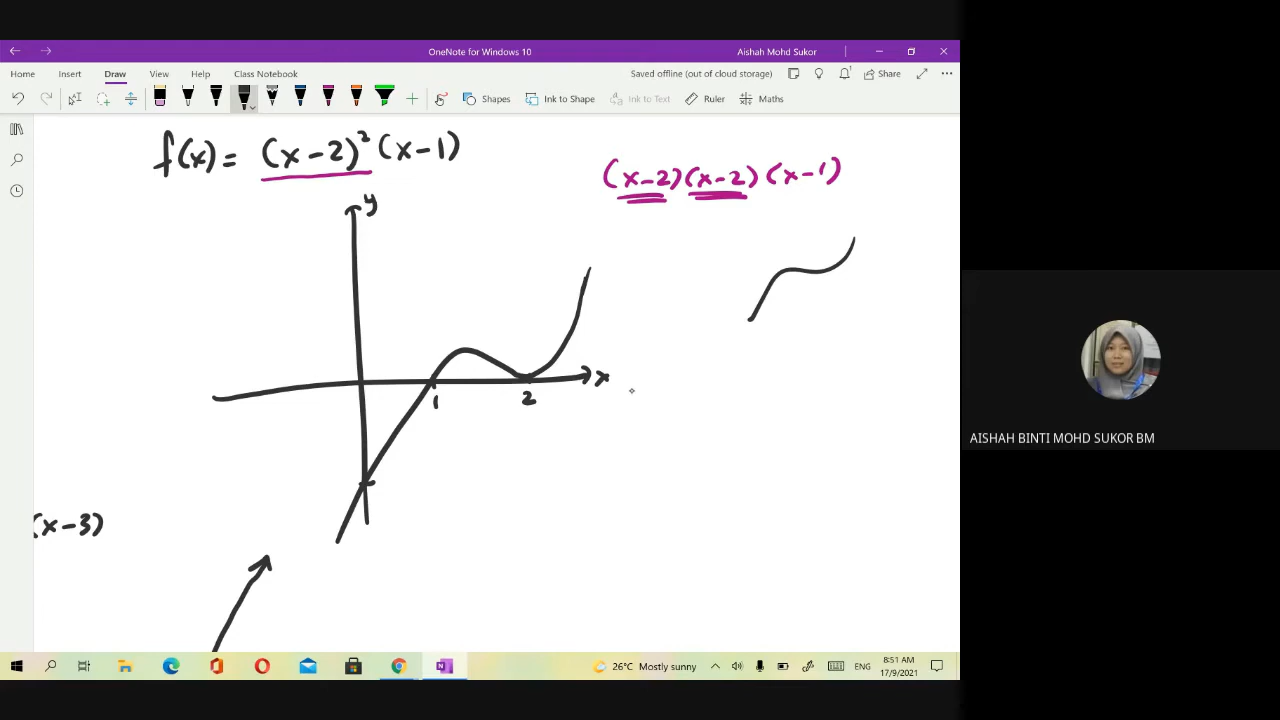 OneNote for Windows 10
Aishah Mohd Sukor
Home Insert Draw View Help Class Notebook
Saved offline (out of cloud storage)
Share
Shapes Ink to Shape Ink to Text Ruler Maths
f(x) = (x-2)²(x-1)
(x-2)(x-2)(x-1)
y
x
1 2
(x-3)
AISHAH BINTI MOHD SUKOR BM
26°C Mostly sunny
ENG
8:51 AM
17/9/2021